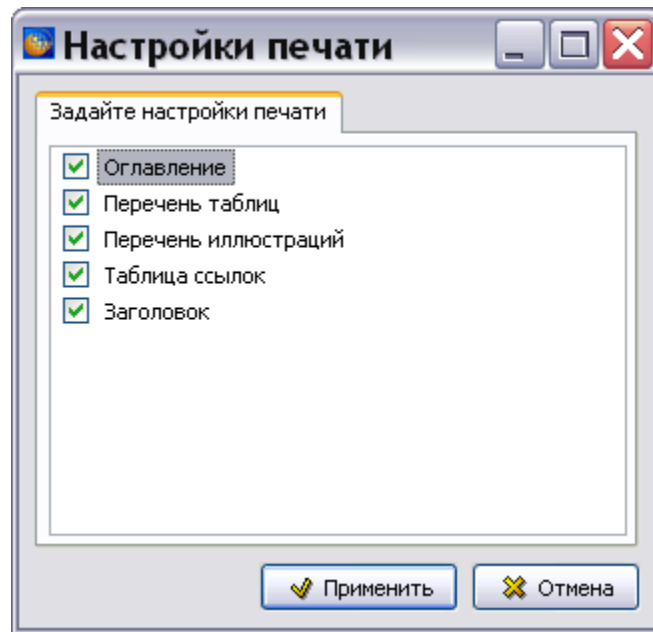 Настройки печати
Задайте настройки печати
Оглавление
Перечень таблиц
Перечень иллюстраций
Таблица ссылок
Заголовок
Применить
Отмена